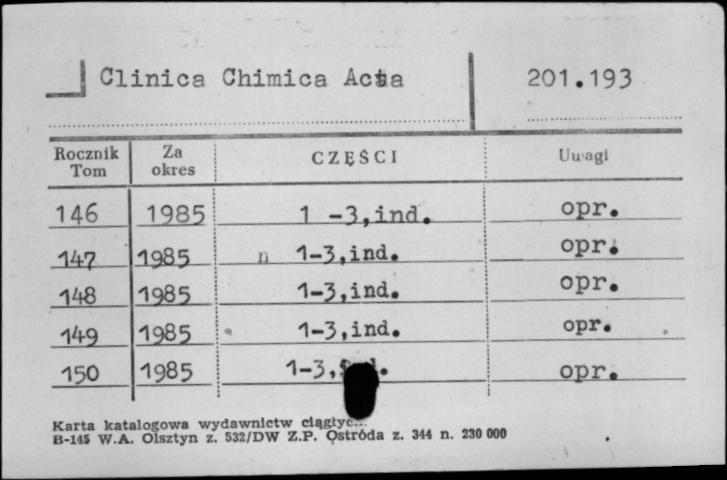 Clinica Chimica Acta 201.193
Rocznik Tom Za okres CZĘŚCI Uwagi
146 1985 1 -3,ind. opr.
147 1985 n 1-3,ind. opr.
148 1985 1-3,ind. opr.
149 1985 1-3,ind. opr.
150 1985 1-3, opr.
Karta katalogowa wydawnictw
B-145 W.A. Olsztyn z. 532/DW Z.P. Ostróda z. 344 n. 230 000